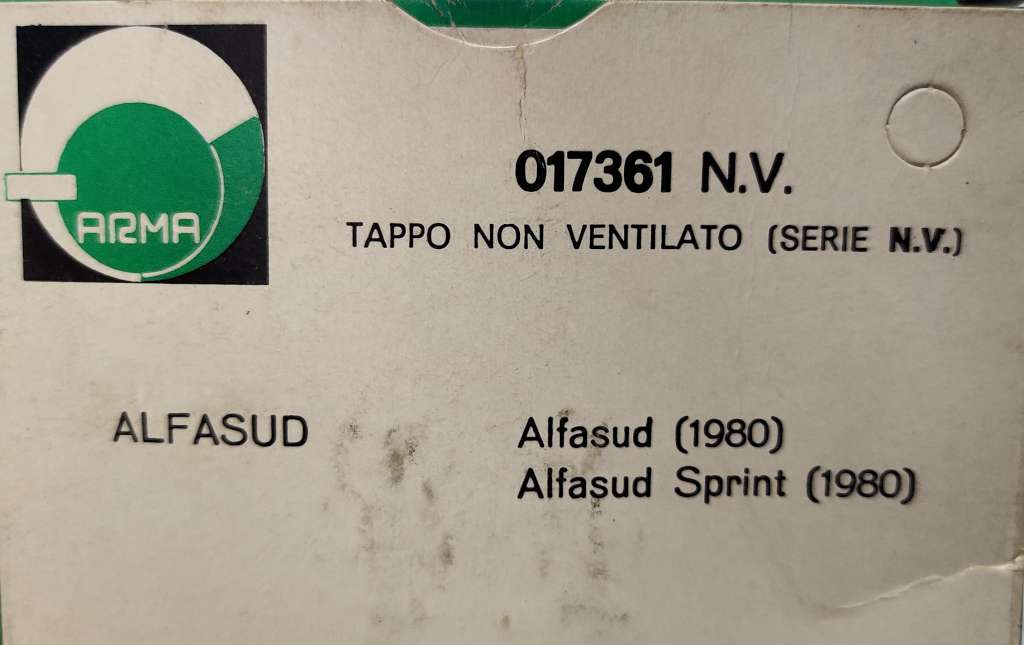 ARMA
017361 N.V.
TAPPO NON VENTILATO (SERIE N.V.)
ALFASUD
Alfasud (1980)
Alfasud Sprint (1980)